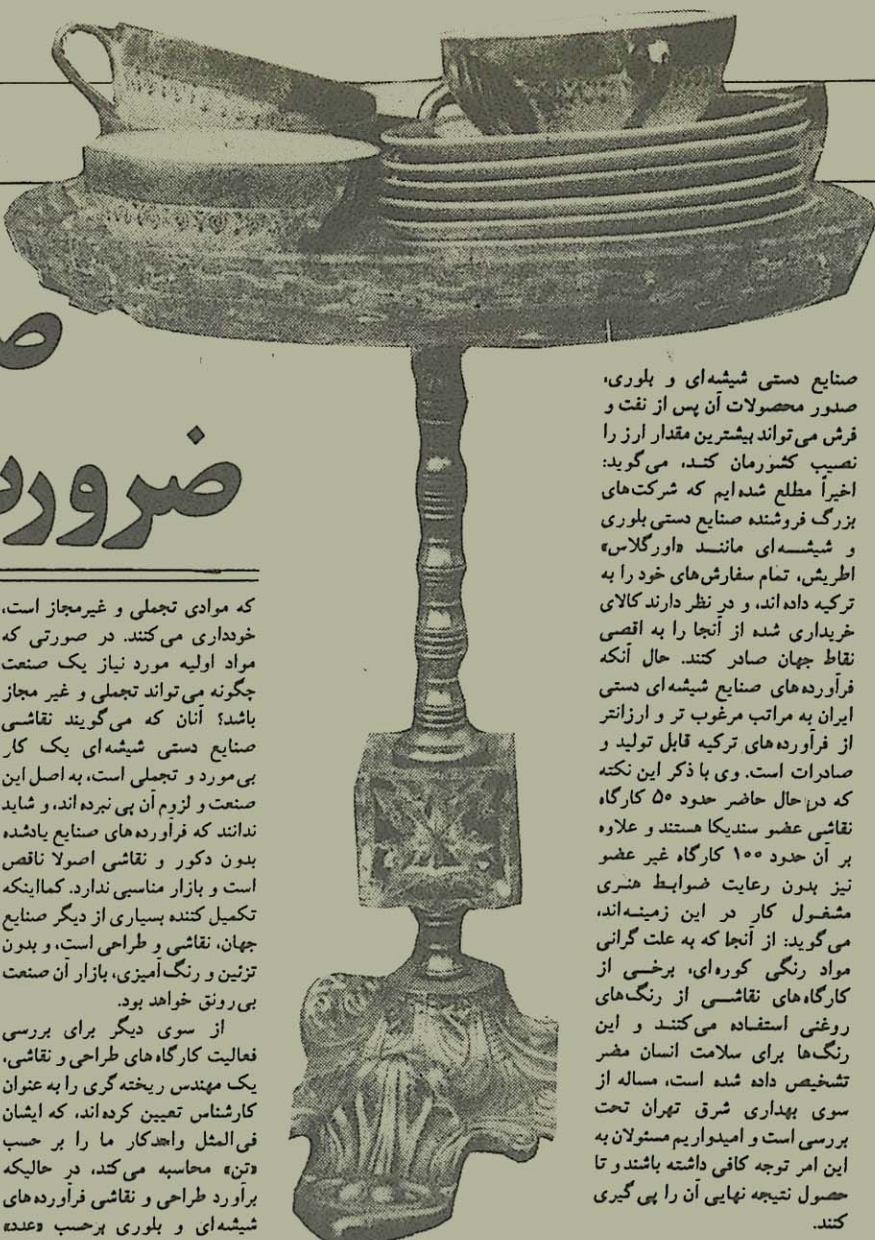 صنایع دستی شیشه‌ای و بلوری،
صدور محصولات آن پس از نفت و
فرش می‌تواند بیشترین مقدار ارز را
نصیب کشورمان کند، می‌گوید:
اخیراً مطلع شده‌ایم که شرکت‌های
بزرگ فروشنده صنایع دستی بلوری
و شیشه‌ای مانند «اورگلاس»
اطریش، تمام سفارش‌های خود را به
ترکیه داده‌اند، و در نظر دارند کالای
خریداری شده از آنجا را به اقصی
نقاط جهان صادر کنند. حال آنکه
فرآورده‌های صنایع شیشه‌ای دستی
ایران به مراتب مرغوب تر و ارزانتر
از فرآورده‌های ترکیه قابل تولید و
صادرات است. وی با ذکر این نکته
که در حال حاضر حدود ۵۰ کارگاه
نقاشی عضو سندیکا هستند و علاوه
بر آن حدود ۱۰۰ کارگاه غیر عضو
نیز بدون رعایت ضوابط هنری
مشغول کار در این زمینه‌اند،
می‌گوید: از آنجا که به علت گرانی
مواد رنگی کوره‌ای، برخی از
کارگاه‌های نقاشی از رنگ‌های
روغنی استفاده می‌کنند و این
رنگ‌ها برای سلامت انسان مضر
تشخیص داده شده است، مساله از
سوی بهداری شرق تهران تحت
بررسی است و امیدواریم مسئولان به
این امر توجه کافی داشته باشند و تا
حصول نتیجه نهایی آن را پی گیری
کنند.
که موادی تجملی و غیرمجاز است،
خودداری می‌کنند. در صورتی که
مواد اولیه مورد نیاز یک صنعت
چگونه می‌تواند تجملی و غیر مجاز
باشد؟ آنان که می‌گویند نقاشی
صنایع دستی شیشه‌ای یک کار
بی‌مورد و تجملی است، به اصل این
صنعت و لزوم آن پی نبرده‌اند، و شاید
ندانند که فرآورده‌های صنایع یادشده
بدون دکور و نقاشی اصولا ناقص
است و بازار مناسبی ندارد. کمااینکه
تکمیل کننده بسیاری از دیگر صنایع
جهان، نقاشی و طراحی است، و بدون
تزئین و رنگ‌آمیزی، بازار آن صنعت
بی‌رونق خواهد بود.
از سوی دیگر برای بررسی
فعالیت کارگاه‌های طراحی و نقاشی،
یک مهندس ریخته‌گری را به عنوان
کارشناس تعیین کرده‌اند، که ایشان
فی‌المثل واحدکار ما را بر حسب
«تن» محاسبه می‌کند، در حالیکه
برآورد طراحی و نقاشی فرآورده‌های
شیشه‌ای و بلوری برحسب «عدد»